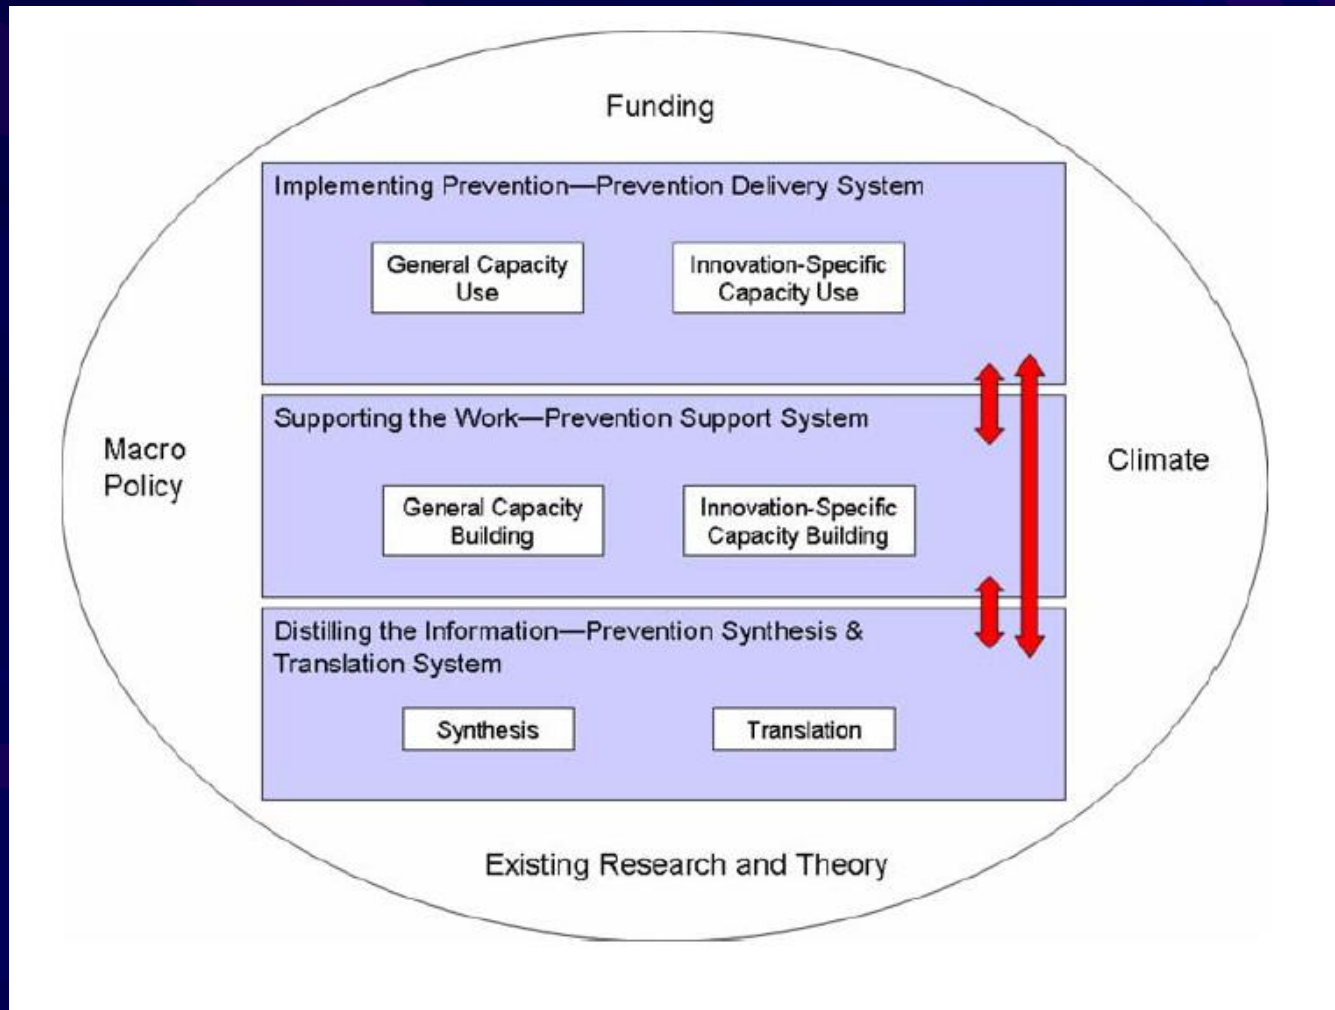 Funding
Implementing Prevention—Prevention Delivery System
General Capacity
Use
Innovation-Specific
Capacity Use
Supporting the Work—Prevention Support System
Macro
Policy
Climate
General Capacity
Building
Innovation-Specific
Capacity Building
Distilling the Information—Prevention Synthesis &
Translation System
Synthesis
Translation
Existing Research and Theory